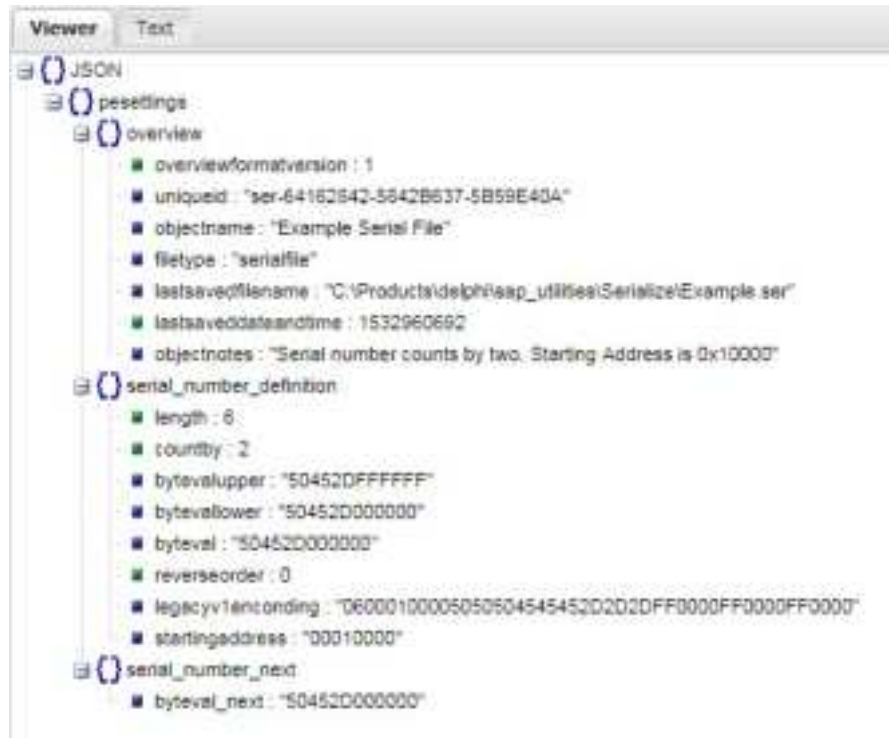 Viewer Text
JSON
pesettings
overview
overviewformatversion : 1
uniqueid : "ser-64162642-5642B637-5B59E40A"
objectname : "Example Serial File"
filetype : "serialfile"
lastsavedfilename : "C:\Products\delphi\eap_utilities\Serialize\Example.ser"
lastsaveddateandtime : 1532960692
objectnotes : "Serial number counts by two. Starting Address is 0x10000"
serial_number_definition
length : 6
countby : 2
bytevalupper : "50452DFFFFFF"
bytevallower : "50452D000000"
byteval : "50452D000000"
reverseorder : 0
legacyv1enconding : "06000100005050504545452D2D2DFF0000FF0000FF0000"
startingaddress : "00010000"
serial_number_next
byteval_next : "50452D000000"